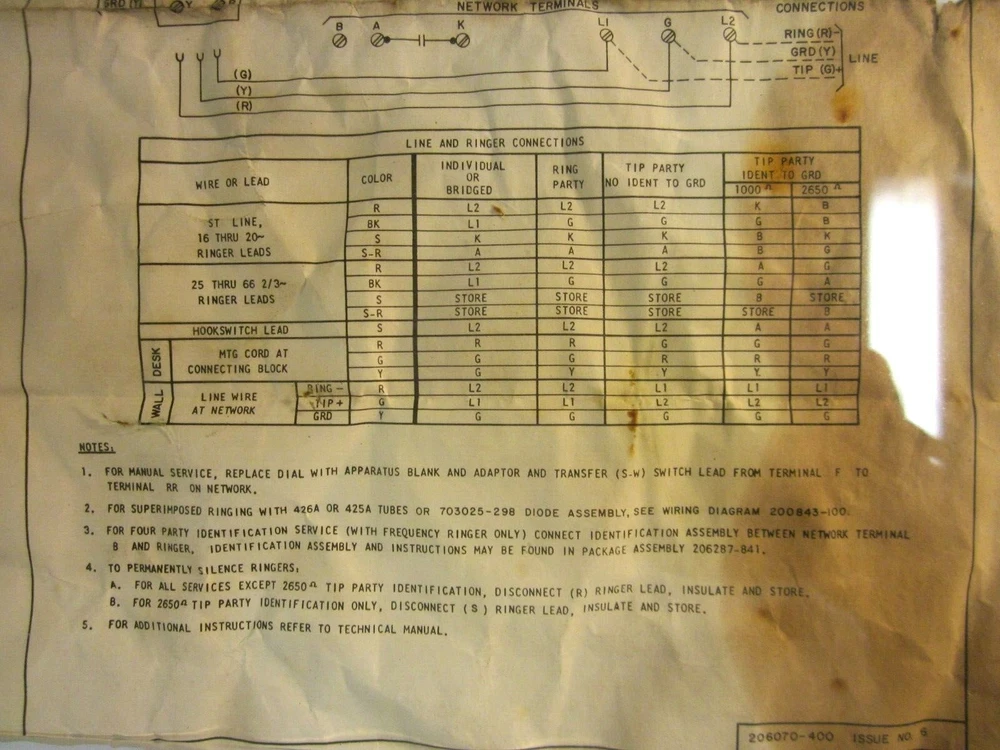 GRD (Y)
Y
NETWORK TERMINALS
CONNECTIONS
B A K L1 G L2
RING (R)-
GRD (Y)
TIP (G)+
LINE
(G)
(Y)
(R)
LINE AND RINGER CONNECTIONS
WIRE OR LEAD COLOR INDIVIDUAL OR BRIDGED RING PARTY TIP PARTY NO IDENT TO GRD TIP PARTY IDENT TO GRD
1000Ω 2650Ω
ST LINE, 16 THRU 20~ RINGER LEADS
R L2 L2 L2 K B
BK L1 G G G B
S K K K B K
S-R A A A B G
25 THRU 66 2/3~ RINGER LEADS
R L2 L2 L2 A G
BK L1 G G G A
S STORE STORE STORE B STORE
S-R STORE STORE STORE STORE B
HOOKSWITCH LEAD S L2 L2 L2 A A
DESK MTG CORD AT CONNECTING BLOCK
R R R G G G
G G G R R R
Y G Y Y Y Y
WALL LINE WIRE AT NETWORK
RING - R L2 L2 L1 L1 L1
TIP + G L1 L1 L2 L2 L2
GRD Y G G G G G
NOTES:
1. FOR MANUAL SERVICE, REPLACE DIAL WITH APPARATUS BLANK AND ADAPTOR AND TRANSFER (S-W) SWITCH LEAD FROM TERMINAL F TO
TERMINAL RR ON NETWORK.
2. FOR SUPERIMPOSED RINGING WITH 426A OR 425A TUBES OR 703025-298 DIODE ASSEMBLY, SEE WIRING DIAGRAM 200843-100.
3. FOR FOUR PARTY IDENTIFICATION SERVICE (WITH FREQUENCY RINGER ONLY) CONNECT IDENTIFICATION ASSEMBLY BETWEEN NETWORK TERMINAL
B AND RINGER. IDENTIFICATION ASSEMBLY AND INSTRUCTIONS MAY BE FOUND IN PACKAGE ASSEMBLY 206287-841.
4. TO PERMANENTLY SILENCE RINGERS:
A. FOR ALL SERVICES EXCEPT 2650Ω TIP PARTY IDENTIFICATION, DISCONNECT (R) RINGER LEAD, INSULATE AND STORE.
B. FOR 2650Ω TIP PARTY IDENTIFICATION ONLY, DISCONNECT (S) RINGER LEAD, INSULATE AND STORE.
5. FOR ADDITIONAL INSTRUCTIONS REFER TO TECHNICAL MANUAL.
206070-400 ISSUE NO 6